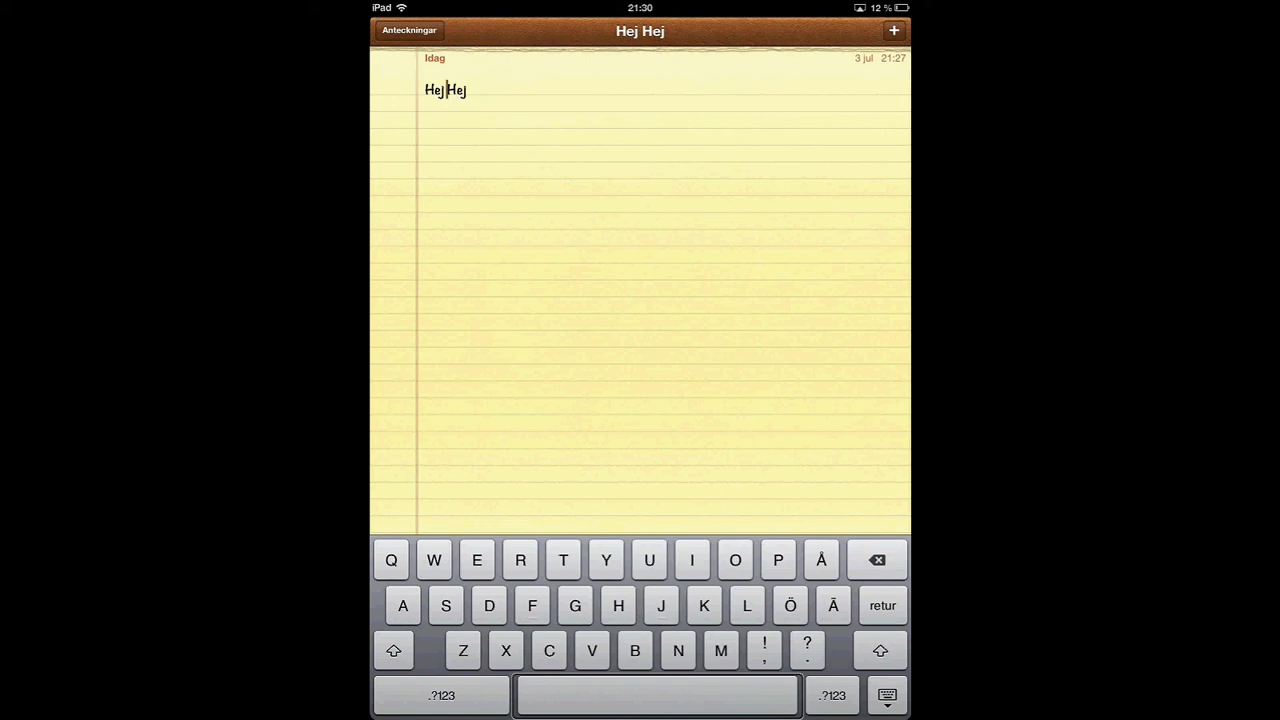 iPad 21:30 12 %
Anteckningar Hej Hej +
Idag 3 jul 21:27
Hej Hej
Q W E R T Y U I O P Å
A S D F G H J K L Ö Ä retur
Z X C V B N M ! , ? .
.?123 .?123